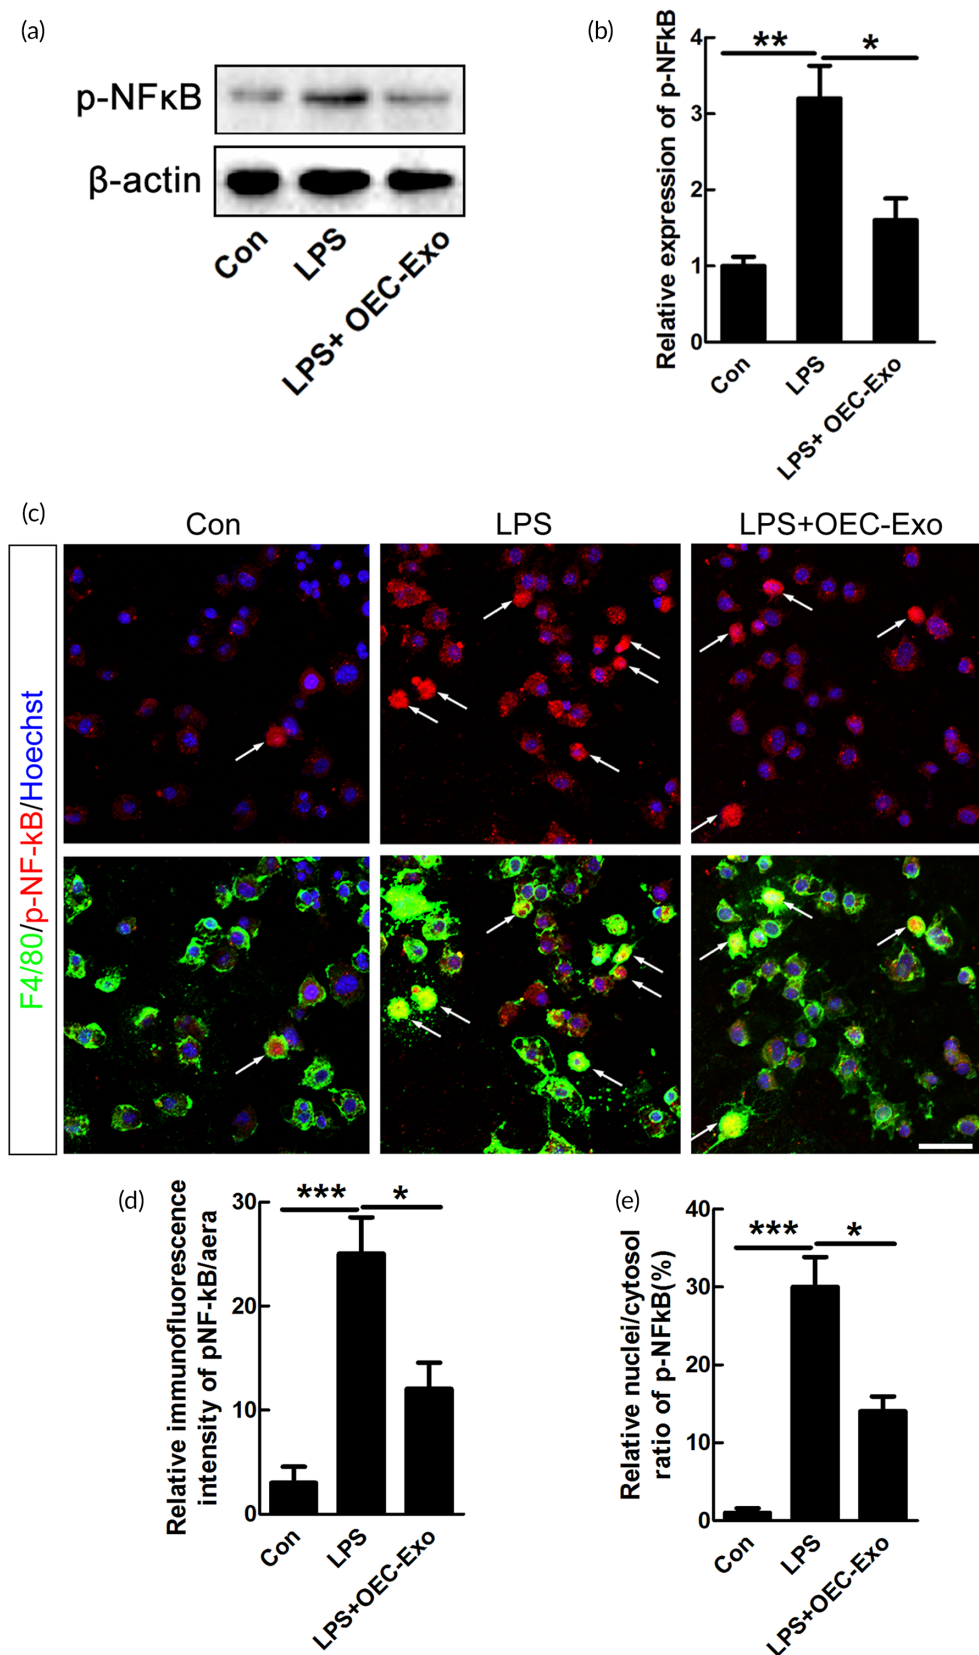 (a)
p-NFκB
β-actin
Con
LPS
LPS+ OEC-Exo
(b)
Relative expression of p-NFkB
4
3
2
1
0
**
*
Con
LPS
LPS+ OEC-Exo
(c)
Con
LPS
LPS+OEC-Exo
F4/80/p-NF-kB/Hoechst
(d)
Relative immunofluorescence
intensity of pNF-kB/aera
30
20
10
0
***
*
Con
LPS
LPS+OEC-Exo
(e)
Relative nuclei/cytosol
ratio of p-NFkB(%)
40
30
20
10
0
***
*
Con
LPS
LPS+OEC-Exo